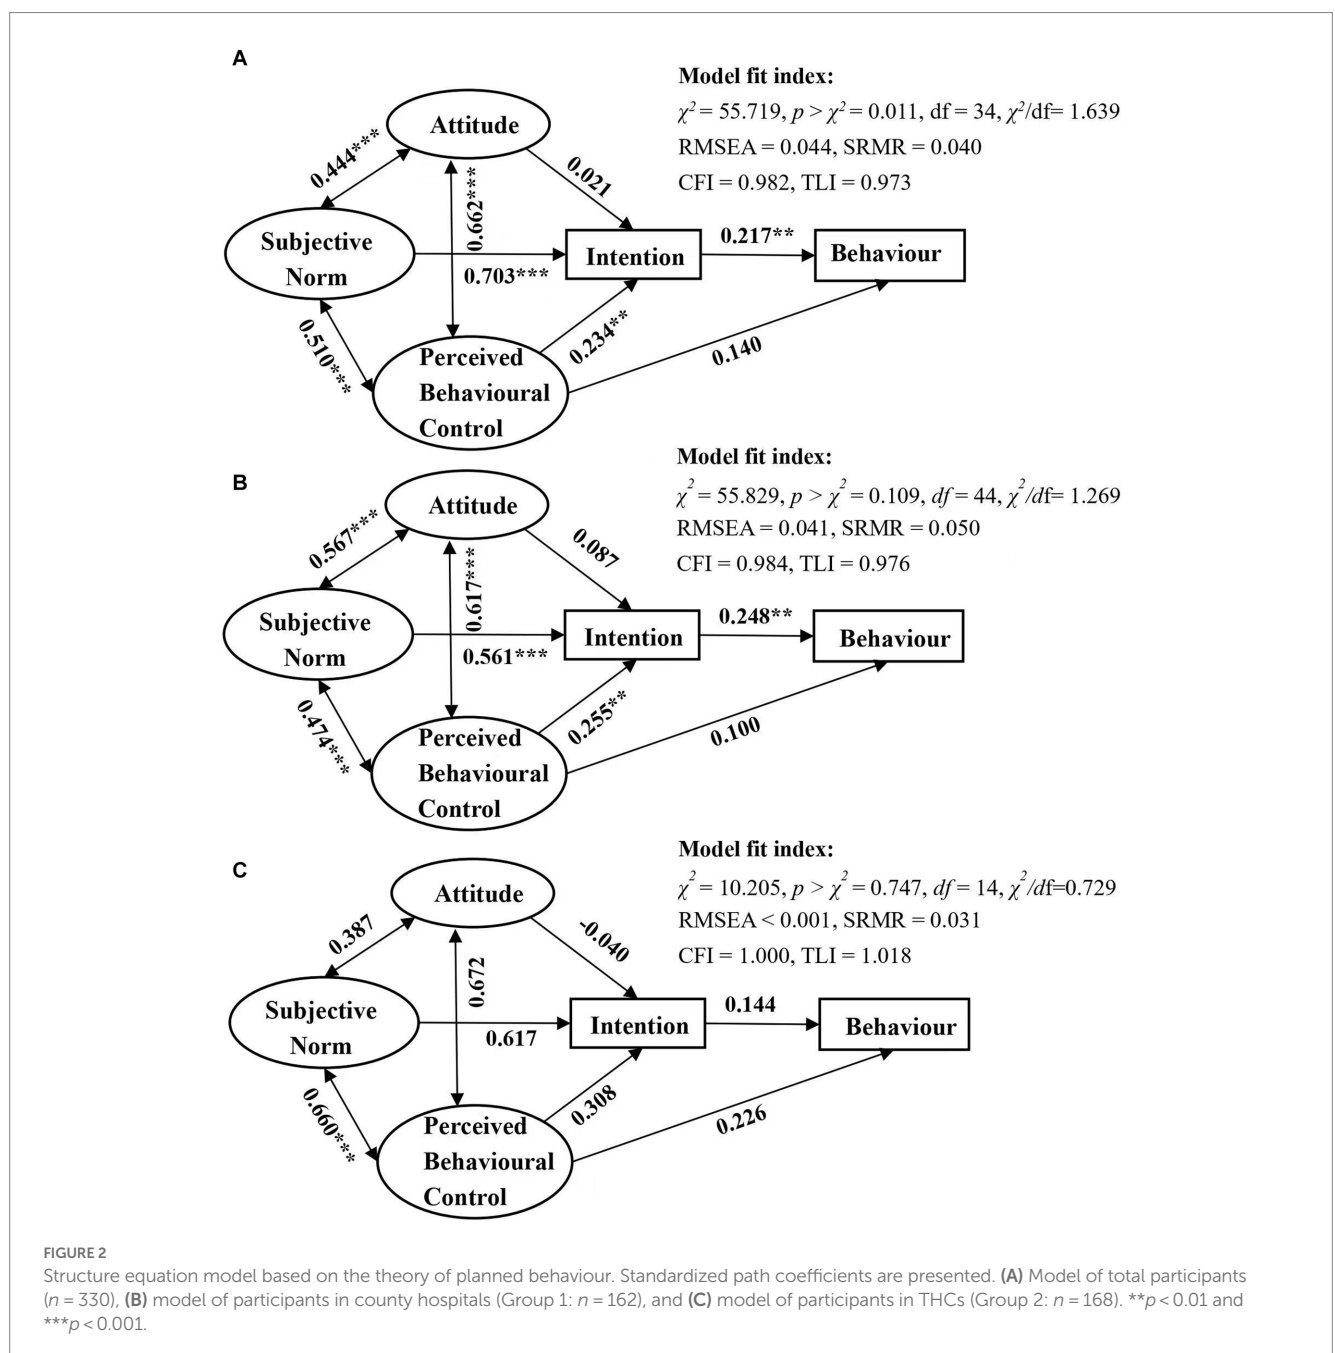 A
Model fit index:
χ² = 55.719, p > χ² = 0.011, df = 34, χ²/df= 1.639
RMSEA = 0.044, SRMR = 0.040
CFI = 0.982, TLI = 0.973
Attitude
0.444***
0.662***
0.021
Subjective
Norm
0.703***
Intention
0.217**
Behaviour
0.510***
0.234**
0.140
Perceived
Behavioural
Control
B
Model fit index:
χ² = 55.829, p > χ² = 0.109, df = 44, χ²/df= 1.269
RMSEA = 0.041, SRMR = 0.050
CFI = 0.984, TLI = 0.976
Attitude
0.567***
0.617***
0.087
Subjective
Norm
0.561***
Intention
0.248**
Behaviour
0.474***
0.255**
0.100
Perceived
Behavioural
Control
C
Model fit index:
χ² = 10.205, p > χ² = 0.747, df = 14, χ²/df=0.729
RMSEA < 0.001, SRMR = 0.031
CFI = 1.000, TLI = 1.018
Attitude
0.387
0.672
-0.040
Subjective
Norm
0.617
Intention
0.144
Behaviour
0.660***
0.308
0.226
Perceived
Behavioural
Control
FIGURE 2
Structure equation model based on the theory of planned behaviour. Standardized path coefficients are presented. (A) Model of total participants
(n = 330), (B) model of participants in county hospitals (Group 1: n = 162), and (C) model of participants in THCs (Group 2: n = 168). **p < 0.01 and
***p < 0.001.